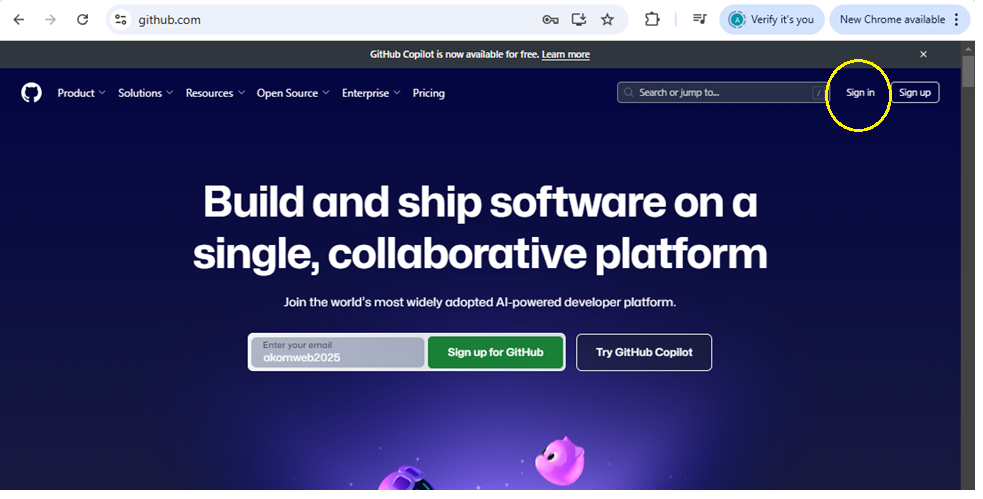 github.com
Verify it's you
New Chrome available
GitHub Copilot is now available for free. Learn more
Product Solutions Resources Open Source Enterprise Pricing
Search or jump to... /
Sign in
Sign up
Build and ship software on a
single, collaborative platform
Join the world's most widely adopted AI-powered developer platform.
Enter your email
akomweb2025
Sign up for GitHub
Try GitHub Copilot